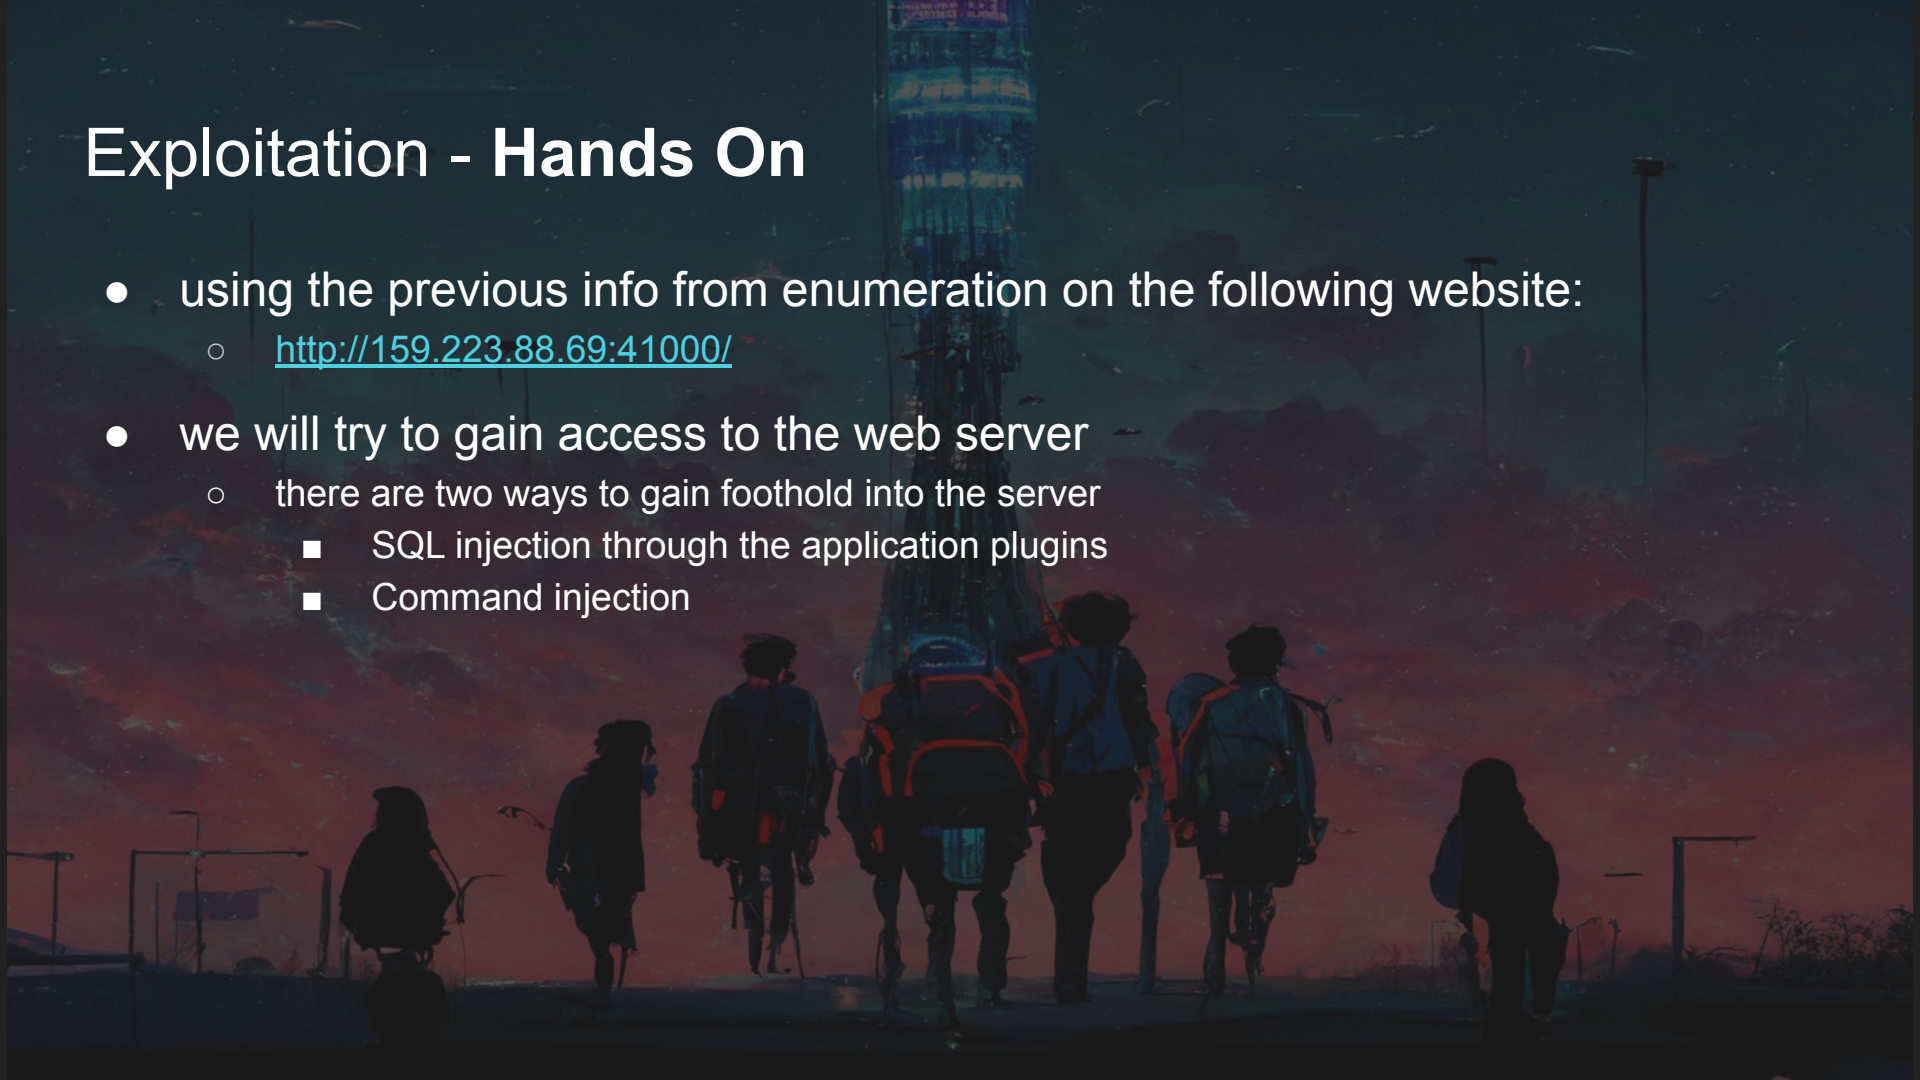 Exploitation - Hands On
● using the previous info from enumeration on the following website:
○ http://159.223.88.69:41000/
● we will try to gain access to the web server
○ there are two ways to gain foothold into the server
■ SQL injection through the application plugins
■ Command injection